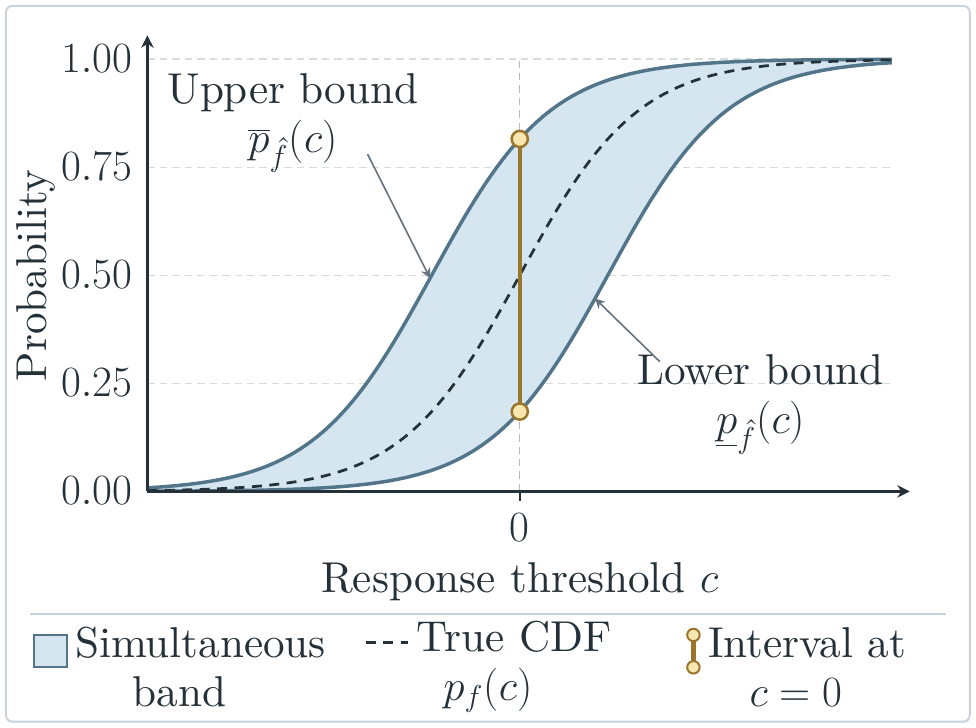 1.00
Upper bound
p̅_f̂(c)
0.75
Probability
0.50
Lower bound
p̲_f̂(c)
0.25
0.00
0
Response threshold c
Simultaneous
band
True CDF
p_f(c)
Interval at
c = 0